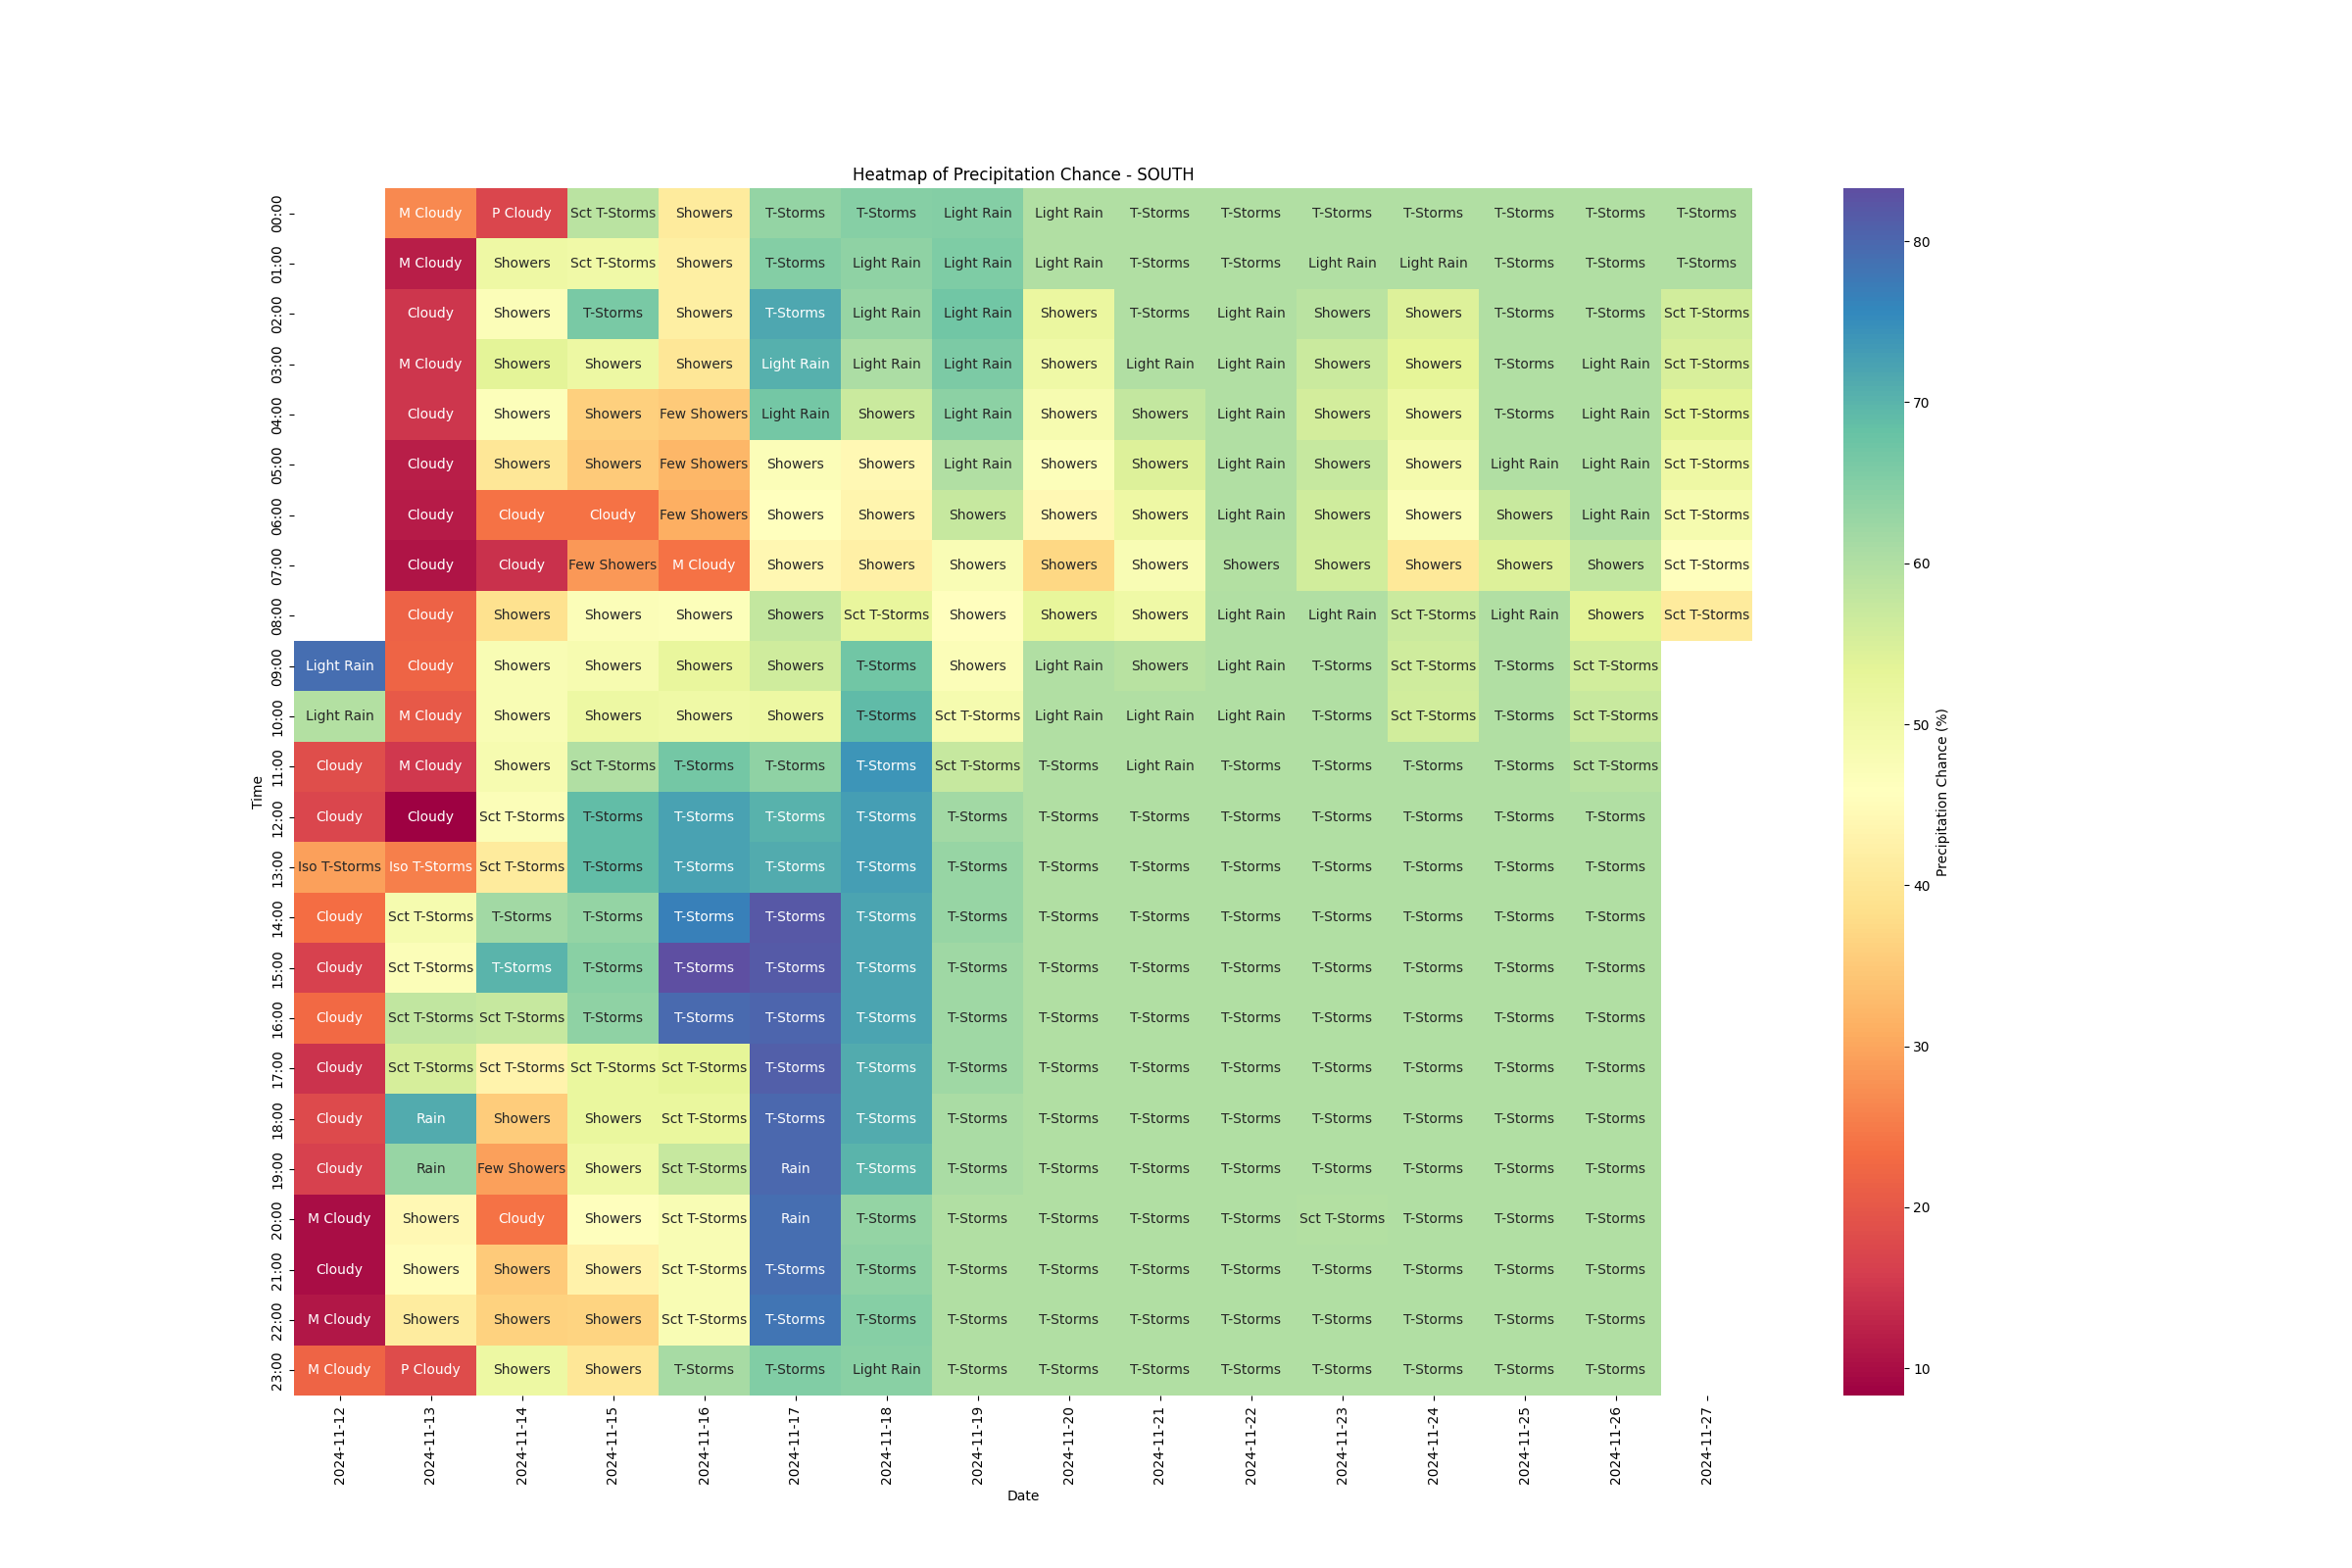 Heatmap of Precipitation Chance - SOUTH
00:00 M Cloudy P Cloudy Sct T-Storms Showers T-Storms T-Storms Light Rain Light Rain T-Storms T-Storms T-Storms T-Storms T-Storms T-Storms T-Storms
01:00 M Cloudy Showers Sct T-Storms Showers T-Storms Light Rain Light Rain Light Rain T-Storms T-Storms Light Rain Light Rain T-Storms T-Storms T-Storms
02:00 Cloudy Showers T-Storms Showers T-Storms Light Rain Light Rain Showers T-Storms Light Rain Showers Showers T-Storms T-Storms Sct T-Storms
03:00 M Cloudy Showers Showers Showers Light Rain Light Rain Light Rain Showers Light Rain Light Rain Showers Showers T-Storms Light Rain Sct T-Storms
04:00 Cloudy Showers Showers Few Showers Light Rain Showers Light Rain Showers Showers Light Rain Showers Showers T-Storms Light Rain Sct T-Storms
05:00 Cloudy Showers Showers Few Showers Showers Showers Light Rain Showers Showers Light Rain Showers Showers Light Rain Light Rain Sct T-Storms
06:00 Cloudy Cloudy Cloudy Few Showers Showers Showers Showers Showers Showers Light Rain Showers Showers Showers Light Rain Sct T-Storms
07:00 Cloudy Cloudy Few Showers M Cloudy Showers Showers Showers Showers Showers Showers Showers Showers Showers Showers Sct T-Storms
08:00 Cloudy Showers Showers Showers Showers Sct T-Storms Showers Showers Showers Light Rain Light Rain Sct T-Storms Light Rain Showers Sct T-Storms
09:00 Light Rain Cloudy Showers Showers Showers Showers T-Storms Showers Light Rain Showers Light Rain T-Storms Sct T-Storms T-Storms Sct T-Storms
10:00 Light Rain M Cloudy Showers Showers Showers Showers T-Storms Sct T-Storms Light Rain Light Rain Light Rain T-Storms Sct T-Storms T-Storms Sct T-Storms
11:00 Cloudy M Cloudy Showers Sct T-Storms T-Storms T-Storms T-Storms Sct T-Storms T-Storms Light Rain T-Storms T-Storms T-Storms T-Storms Sct T-Storms
12:00 Cloudy Cloudy Sct T-Storms T-Storms T-Storms T-Storms T-Storms T-Storms T-Storms T-Storms T-Storms T-Storms T-Storms T-Storms T-Storms
13:00 Iso T-Storms Iso T-Storms Sct T-Storms T-Storms T-Storms T-Storms T-Storms T-Storms T-Storms T-Storms T-Storms T-Storms T-Storms T-Storms T-Storms
14:00 Cloudy Sct T-Storms T-Storms T-Storms T-Storms T-Storms T-Storms T-Storms T-Storms T-Storms T-Storms T-Storms T-Storms T-Storms T-Storms
15:00 Cloudy Sct T-Storms T-Storms T-Storms T-Storms T-Storms T-Storms T-Storms T-Storms T-Storms T-Storms T-Storms T-Storms T-Storms T-Storms
16:00 Cloudy Sct T-Storms Sct T-Storms T-Storms T-Storms T-Storms T-Storms T-Storms T-Storms T-Storms T-Storms T-Storms T-Storms T-Storms T-Storms
17:00 Cloudy Sct T-Storms Sct T-Storms Sct T-Storms Sct T-Storms T-Storms T-Storms T-Storms T-Storms T-Storms T-Storms T-Storms T-Storms T-Storms T-Storms
18:00 Cloudy Rain Showers Showers Sct T-Storms T-Storms T-Storms T-Storms T-Storms T-Storms T-Storms T-Storms T-Storms T-Storms T-Storms
19:00 Cloudy Rain Few Showers Showers Sct T-Storms Rain T-Storms T-Storms T-Storms T-Storms T-Storms T-Storms T-Storms T-Storms T-Storms
20:00 M Cloudy Showers Cloudy Showers Sct T-Storms Rain T-Storms T-Storms T-Storms T-Storms T-Storms Sct T-Storms T-Storms T-Storms T-Storms
21:00 Cloudy Showers Showers Showers Sct T-Storms T-Storms T-Storms T-Storms T-Storms T-Storms T-Storms T-Storms T-Storms T-Storms T-Storms
22:00 M Cloudy Showers Showers Showers Sct T-Storms T-Storms T-Storms T-Storms T-Storms T-Storms T-Storms T-Storms T-Storms T-Storms T-Storms
23:00 M Cloudy P Cloudy Showers Showers T-Storms T-Storms Light Rain T-Storms T-Storms T-Storms T-Storms T-Storms T-Storms T-Storms T-Storms
Time
2024-11-12 2024-11-13 2024-11-14 2024-11-15 2024-11-16 2024-11-17 2024-11-18 2024-11-19 2024-11-20 2024-11-21 2024-11-22 2024-11-23 2024-11-24 2024-11-25 2024-11-26 2024-11-27
Date
80
70
60
50
40
30
20
10
Precipitation Chance (%)